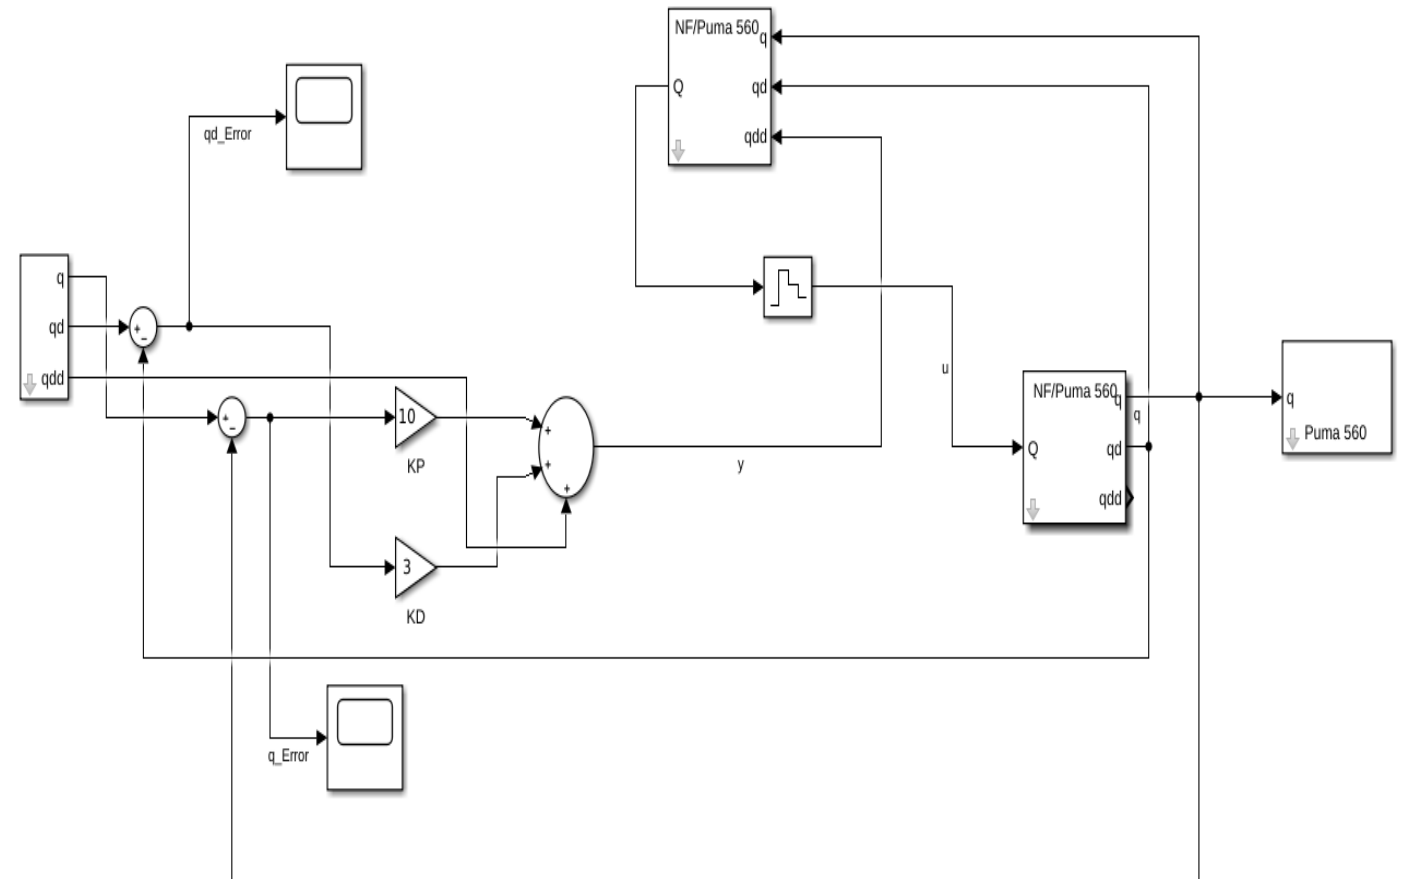 NF/Puma 560
q
Q
qd
qdd
qd_Error
q
qd
qdd
+
−
+
−
10
KP
+
+
+
y
3
KD
u
NF/Puma 560
q
q
Q
qd
qdd
q
Puma 560
q_Error